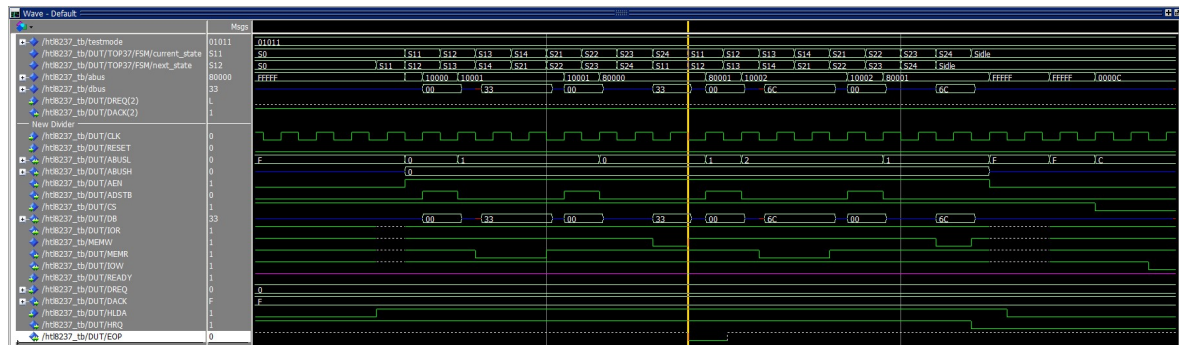 Wave - Default
Msgs
/htl8237_tb/testmode 01011 01011
/htl8237_tb/DUT/TOP37/FSM/current_state S11 S0 S11 S12 S13 S14 S21 S22 S23 S24 S11 S12 S13 S14 S21 S22 S23 S24 Sidle
/htl8237_tb/DUT/TOP37/FSM/next_state S12 S0 S11 S12 S13 S14 S21 S22 S23 S24 S11 S12 S13 S14 S21 S22 S23 S24 Sidle
/htl8237_tb/abus 80000 FFFFF 10000 10001 10001 80000 80001 10002 10002 80001 FFFFF FFFFF 0000C
/htl8237_tb/dbus 33 00 33 00 33 00 6C 00 6C
/htl8237_tb/DUT/DREQ(2) L
/htl8237_tb/DUT/DACK(2) 1
New Divider
/htl8237_tb/DUT/CLK 0
/htl8237_tb/DUT/RESET 0
/htl8237_tb/DUT/ABUSL 0 F 0 1 0 1 2 1 F F C
/htl8237_tb/DUT/ABUSH 0 0
/htl8237_tb/DUT/AEN 1
/htl8237_tb/DUT/ADSTB 0
/htl8237_tb/DUT/CS 1
/htl8237_tb/DUT/DB 33 00 33 00 33 00 6C 00 6C
/htl8237_tb/DUT/IOR 1
/htl8237_tb/DUT/MEMW 1
/htl8237_tb/DUT/MEMR 1
/htl8237_tb/DUT/IOW 1
/htl8237_tb/DUT/READY 1
/htl8237_tb/DUT/DREQ 0 0
/htl8237_tb/DUT/DACK F F
/htl8237_tb/DUT/HLDA 1
/htl8237_tb/DUT/HRQ 1
/htl8237_tb/DUT/EOP 0